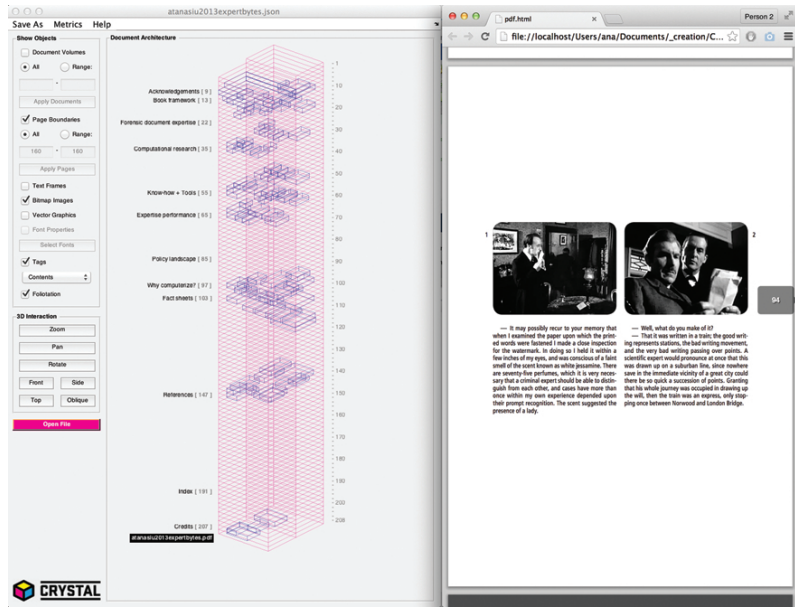 atanasiu2013expertbytes.json
Save As Metrics Help
Show Objects
Document Volumes
All Range:
-
Apply Documents
Page Boundaries
All Range:
160 - 160
Apply Pages
Text Frames
Bitmap Images
Vector Graphics
Font Properties
Select Fonts
Tags
Contents
Foliotation
3D Interaction
Zoom
Pan
Rotate
Front Side
Top Oblique
Open File
CRYSTAL
Document Architecture
Acknowledgements [ 9 ]
Book framework [ 13 ]
Forensic document expertise [ 22 ]
Computational research [ 35 ]
Know-how + Tools [ 55 ]
Expertise performance [ 65 ]
Policy landscape [ 85 ]
Why computerize? [ 97 ]
Fact sheets [ 103 ]
References [ 147 ]
Index [ 191 ]
Credits [ 207 ]
atanasiu2013expertbytes.pdf
1
10
20
30
40
50
60
70
80
90
100
110
120
130
140
150
160
170
180
190
200
208
pdf.html
Person 2
file://localhost/Users/ana/Documents/_creation/C...
1
2
94
— It may possibly recur to your memory that
when I examined the paper upon which the print-
ed words were fastened I made a close inspection
for the watermark. In doing so I held it within a
few inches of my eyes, and was conscious of a faint
smell of the scent known as white jessamine. There
are seventy-five perfumes, which it is very neces-
sary that a criminal expert should be able to distin-
guish from each other, and cases have more than
once within my own experience depended upon
their prompt recognition. The scent suggested the
presence of a lady.
— Well, what do you make of it?
— That it was written in a train; the good writ-
ing represents stations, the bad writing movement,
and the very bad writing passing over points. A
scientific expert would pronounce at once that this
was drawn up on a suburban line, since nowhere
save in the immediate vicinity of a great city could
there be so quick a succession of points. Granting
that his whole journey was occupied in drawing up
the will, then the train was an express, only stop-
ping once between Norwood and London Bridge.